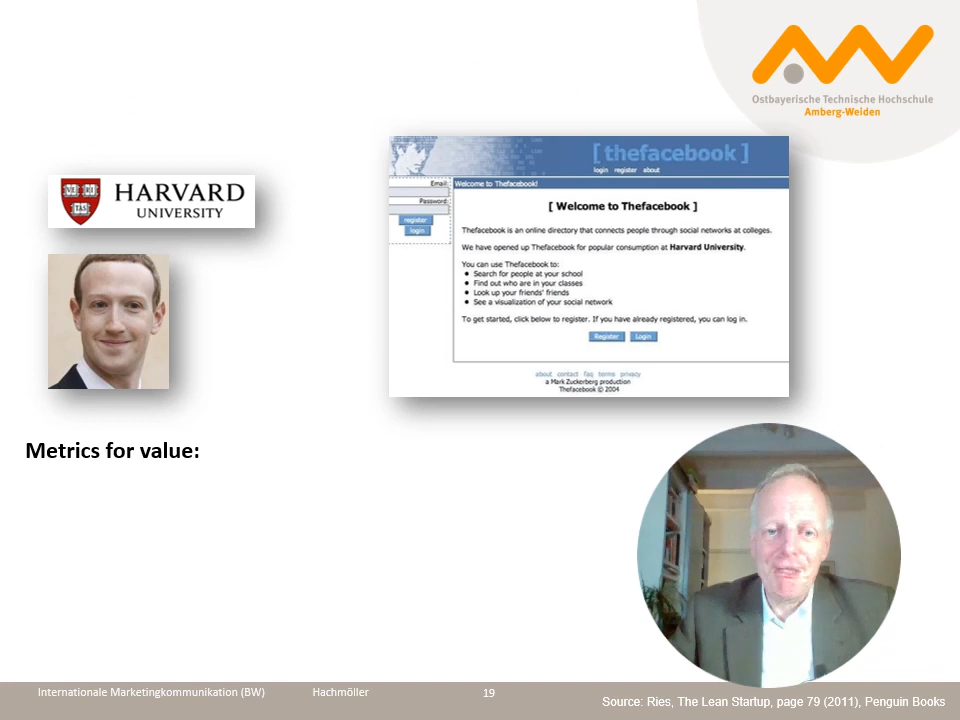 Ostbayerische Technische Hochschule
Amberg-Weiden
HARVARD
UNIVERSITY
[ thefacebook ]
login register about
Email:
Password:
register
login
Welcome to Thefacebook!
[ Welcome to Thefacebook ]
Thefacebook is an online directory that connects people through social networks at colleges.
We have opened up Thefacebook for popular consumption at Harvard University.
You can use Thefacebook to:
• Search for people at your school
• Find out who are in your classes
• Look up your friends' friends
• See a visualization of your social network
To get started, click below to register. If you have already registered, you can log in.
Register Login
about contact faq terms privacy
a Mark Zuckerberg production
Thefacebook © 2004
Metrics for value:
Internationale Marketingkommunikation (BW) Hachmöller 19
Source: Ries, The Lean Startup, page 79 (2011), Penguin Books